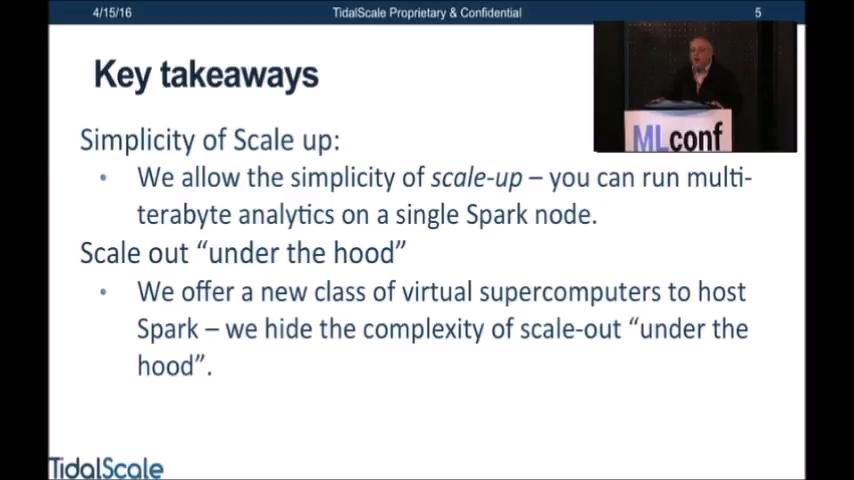 4/15/16 TidalScale Proprietary & Confidential 5
Key takeaways
MLconf
Simplicity of Scale up:
• We allow the simplicity of scale-up – you can run multi-
terabyte analytics on a single Spark node.
Scale out “under the hood”
• We offer a new class of virtual supercomputers to host
Spark – we hide the complexity of scale-out “under the
hood”.
TidalScale